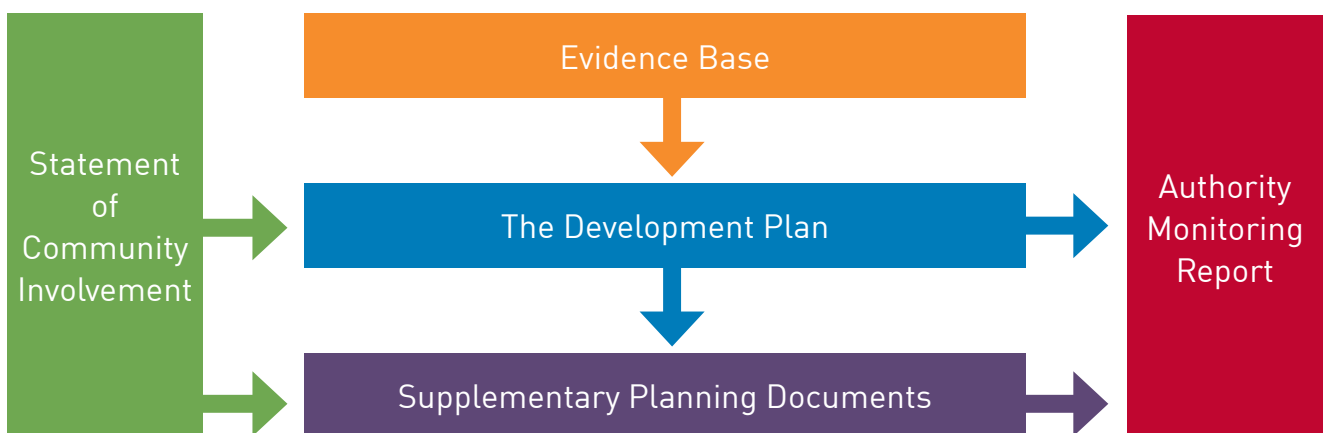 Statement
of
Community
Involvement
Evidence Base
The Development Plan
Supplementary Planning Documents
Authority
Monitoring
Report